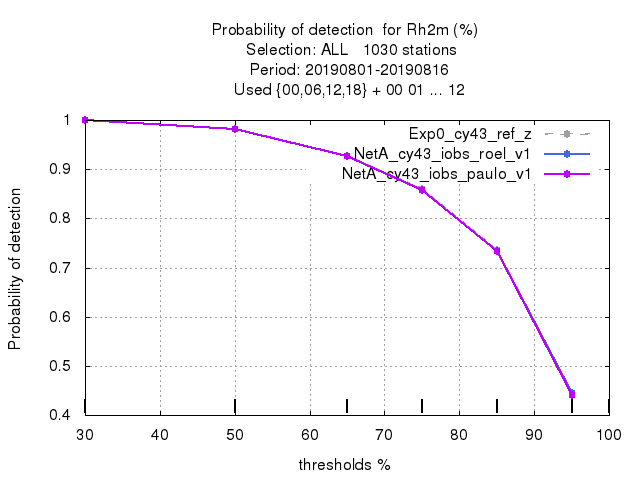 Probability of detection  for Rh2m (%)
Selection: ALL   1030 stations
Period: 20190801-20190816
Used {00,06,12,18} + 00 01 ... 12
Exp0_cy43_ref_z
NetA_cy43_iobs_roel_v1
NetA_cy43_iobs_paulo_v1
Probability of detection
1
0.9
0.8
0.7
0.6
0.5
0.4
30 40 50 60 70 80 90 100
thresholds %